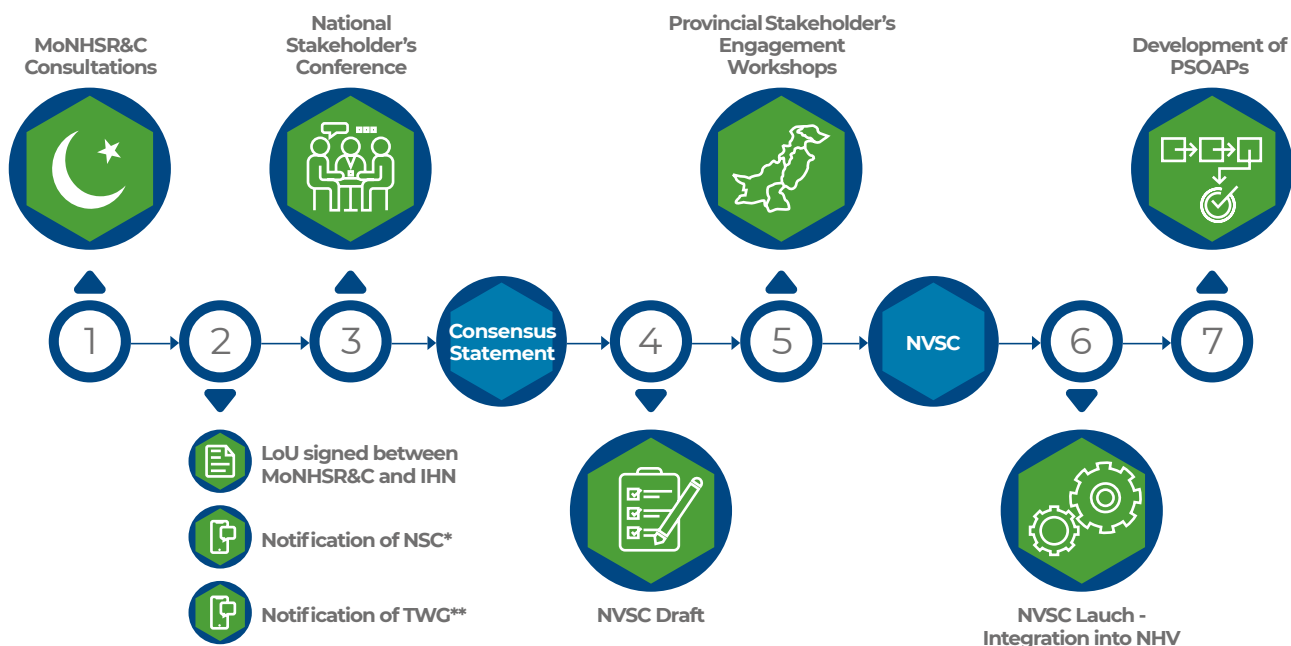 MoNHSR&C
Consultations
National
Stakeholder's
Conference
Provincial Stakeholder's
Engagement
Workshops
Development of
PSOAPs
1
2
3
Consensus
Statement
4
5
NVSC
6
7
LoU signed between
MoNHSR&C and IHN
Notification of NSC*
Notification of TWG**
NVSC Draft
NVSC Lauch -
Integration into NHV